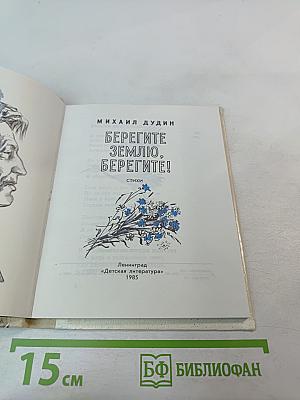 МИХАИЛ ДУДИН
БЕРЕГИТЕ
ЗЕМЛЮ,
БЕРЕГИТЕ!
СТИХИ
Ленинград
«Детская литература»
1985
15 см
БФ БИБЛИОФАН